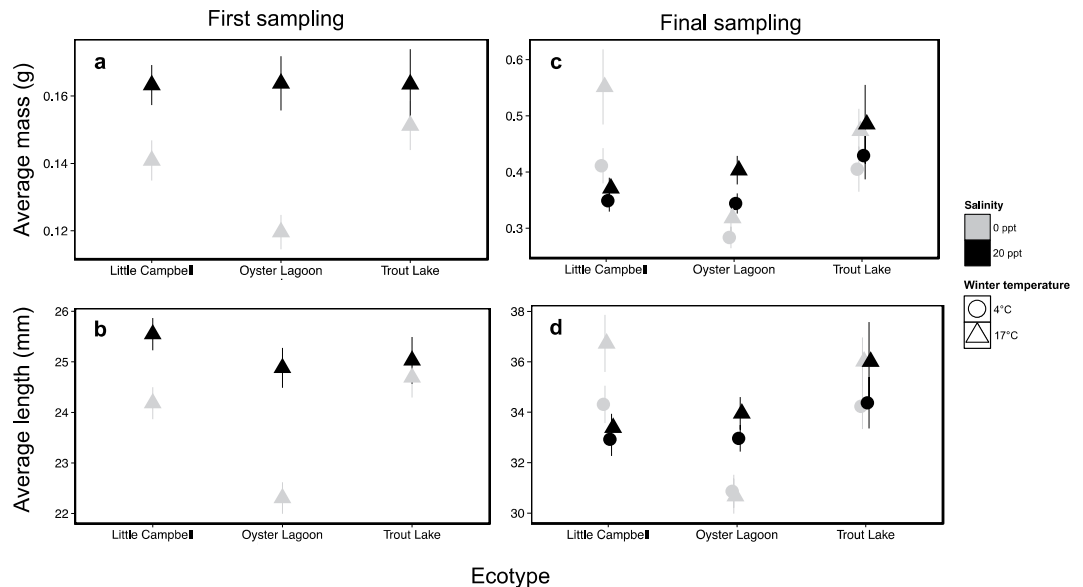 First sampling
Final sampling
a
Average mass (g)
0.16
0.14
0.12
Little Campbell
Oyster Lagoon
Trout Lake
c
0.6
0.5
0.4
0.3
Little Campbell
Oyster Lagoon
Trout Lake
Salinity
0 ppt
20 ppt
Winter temperature
4°C
17°C
b
Average length (mm)
26
25
24
23
22
Little Campbell
Oyster Lagoon
Trout Lake
d
38
36
34
32
30
Little Campbell
Oyster Lagoon
Trout Lake
Ecotype